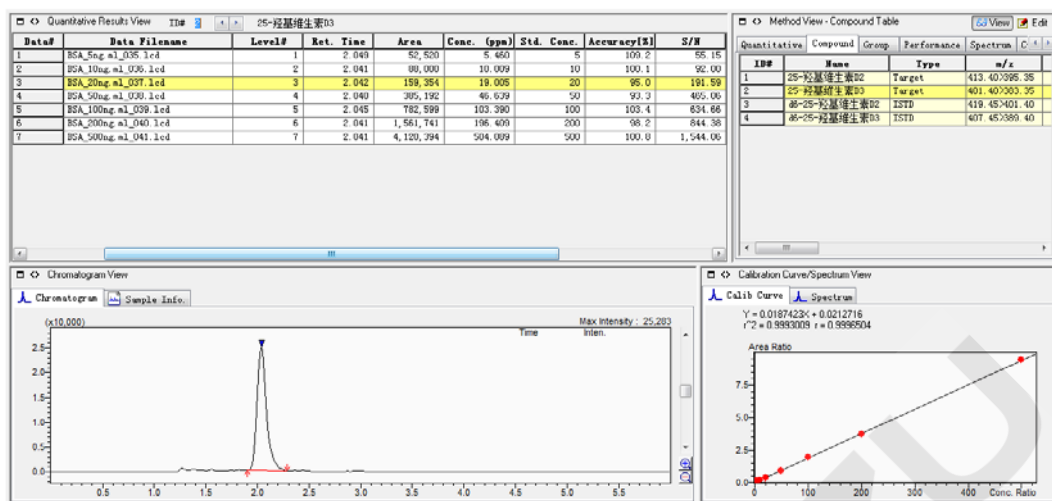 Quantitative Results View ID# 2 25-羟基维生素D3
Data# Data Filename Level# Ret. Time Area Conc. (ppm) Std. Conc. Accuracy[%] S/N
1 BSA_5ng.ml_035.lcd 1 2.049 52,520 5.460 5 109.2 55.15
2 BSA_10ng.ml_036.lcd 2 2.041 88,000 10.009 10 100.1 92.00
3 BSA_20ng.ml_037.lcd 3 2.042 159,354 19.005 20 95.0 191.59
4 BSA_50ng.ml_038.lcd 4 2.040 385,192 46.639 50 93.3 465.06
5 BSA_100ng.ml_039.lcd 5 2.045 782,599 103.390 100 103.4 634.66
6 BSA_200ng.ml_040.lcd 6 2.041 1,561,741 196.409 200 98.2 844.38
7 BSA_500ng.ml_041.lcd 7 2.041 4,120,394 504.089 500 100.8 1,544.06
Method View - Compound Table View Edit
Quantitative Compound Group Performance Spectrum C
ID# Name Type m/z
1 25-羟基维生素D2 Target 413.40>395.35
2 25-羟基维生素D3 Target 401.40>383.35
3 d6-25-羟基维生素D2 ISTD 419.45>401.40
4 d6-25-羟基维生素D3 ISTD 407.45>389.40
Chromatogram View
Chromatogram Sample Info.
(x10,000) Max Intensity : 25,283
Time Inten.
2.5
2.0
1.5
1.0
0.5
0.0
0.5 1.0 1.5 2.0 2.5 3.0 3.5 4.0 4.5 5.0 5.5
Calibration Curve/Spectrum View
Calib Curve Spectrum
Y = 0.0187423X + 0.0212716
r^2 = 0.9993009 r = 0.9996504
Area Ratio
7.5
5.0
2.5
0.0
0 100 200 300 400 Conc. Ratio